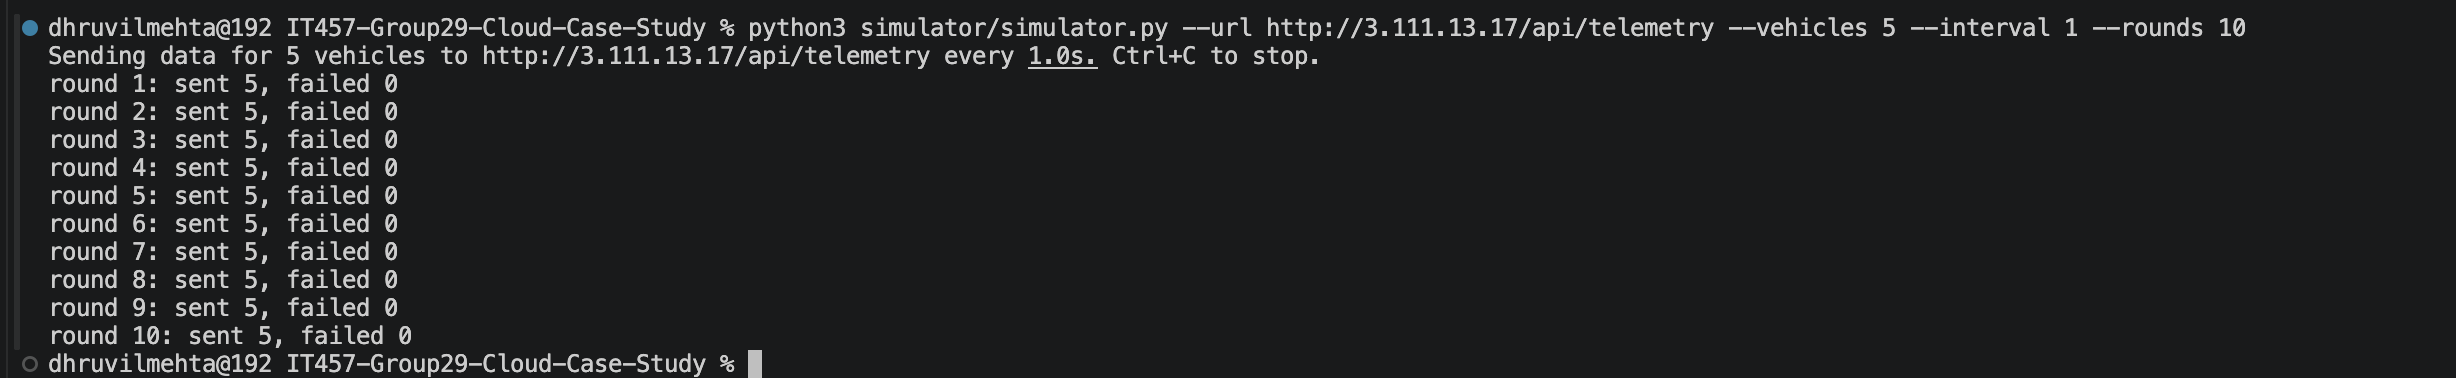 dhruvilmehta@192 IT457-Group29-Cloud-Case-Study % python3 simulator/simulator.py --url http://3.111.13.17/api/telemetry --vehicles 5 --interval 1 --rounds 10
Sending data for 5 vehicles to http://3.111.13.17/api/telemetry every 1.0s. Ctrl+C to stop.
round 1: sent 5, failed 0
round 2: sent 5, failed 0
round 3: sent 5, failed 0
round 4: sent 5, failed 0
round 5: sent 5, failed 0
round 6: sent 5, failed 0
round 7: sent 5, failed 0
round 8: sent 5, failed 0
round 9: sent 5, failed 0
round 10: sent 5, failed 0
dhruvilmehta@192 IT457-Group29-Cloud-Case-Study %